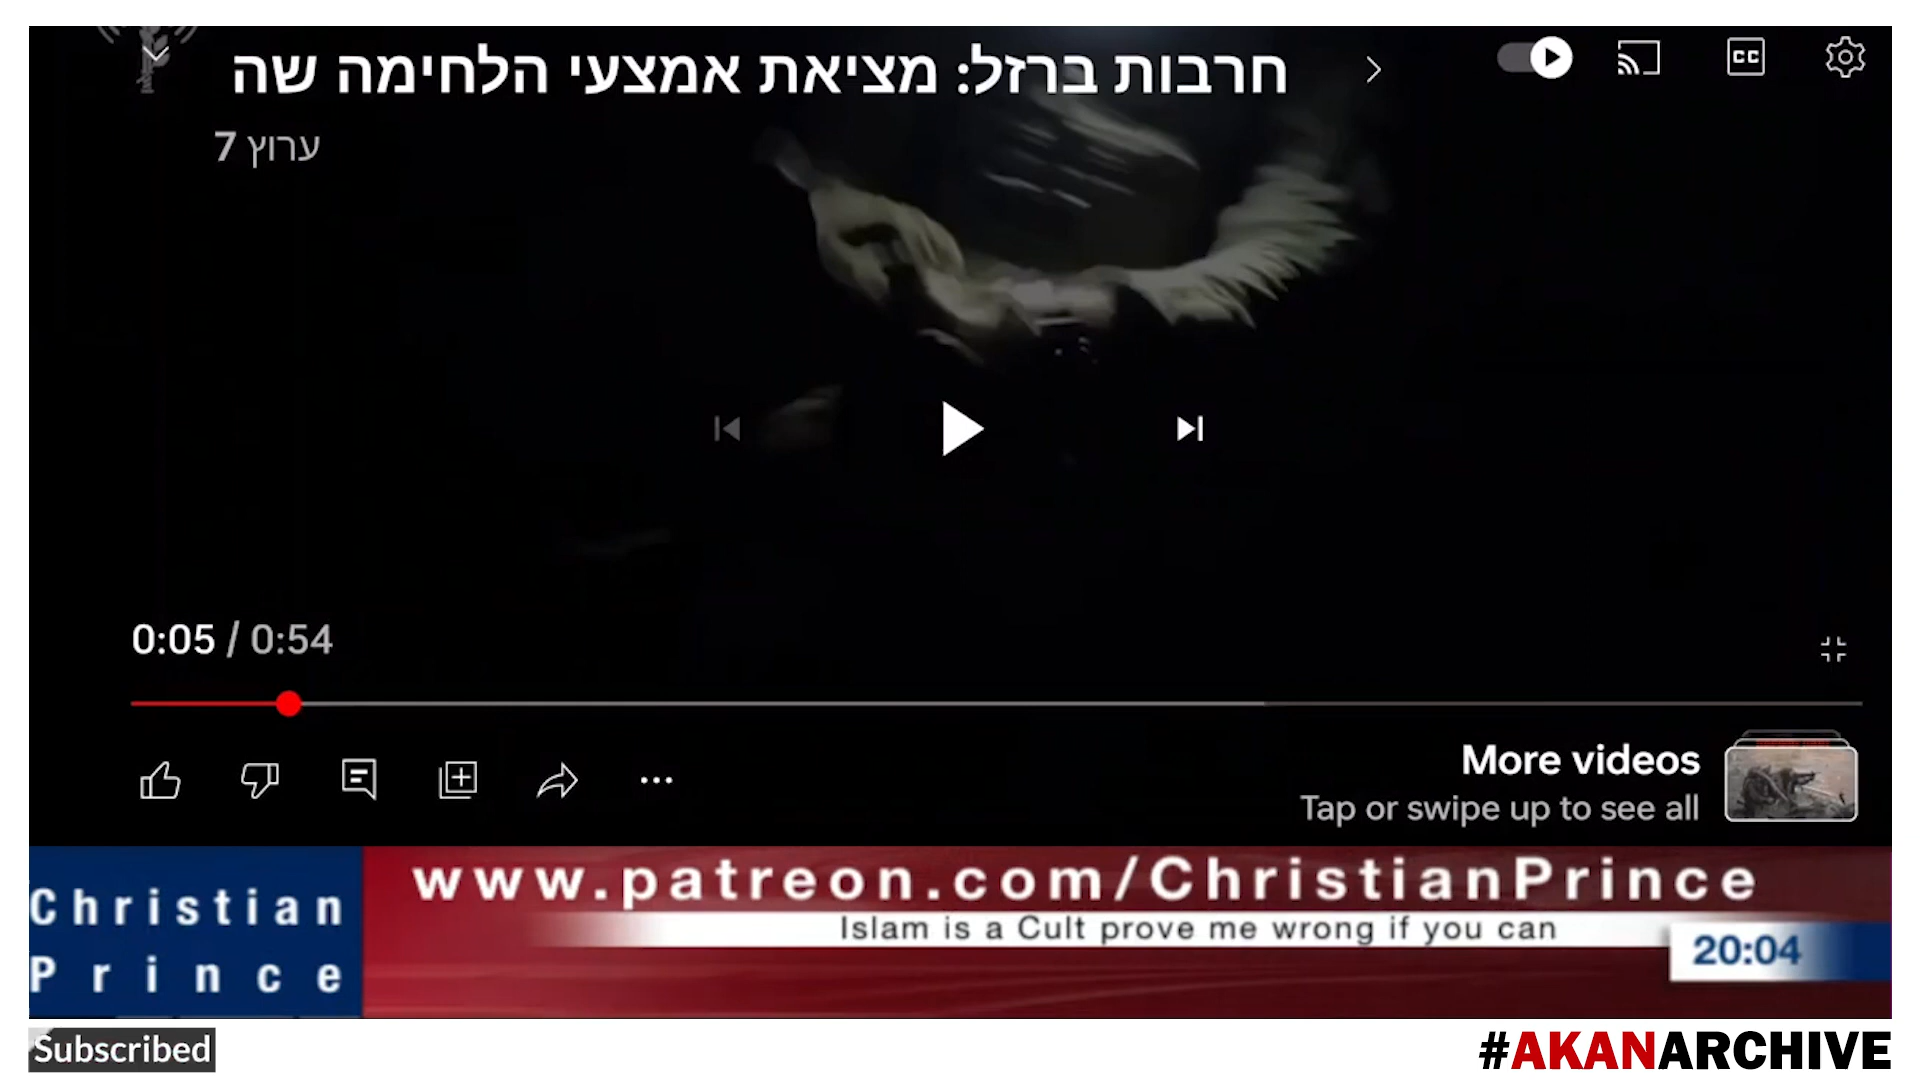 חרבות ברזל: מציאת אמצעי הלחימה שה
ערוץ 7
CC
0:05 / 0:54
More videos
Tap or swipe up to see all
Christian
Prince
www.patreon.com/ChristianPrince
Islam is a Cult prove me wrong if you can
20:04
Subscribed
#AKANARCHIVE